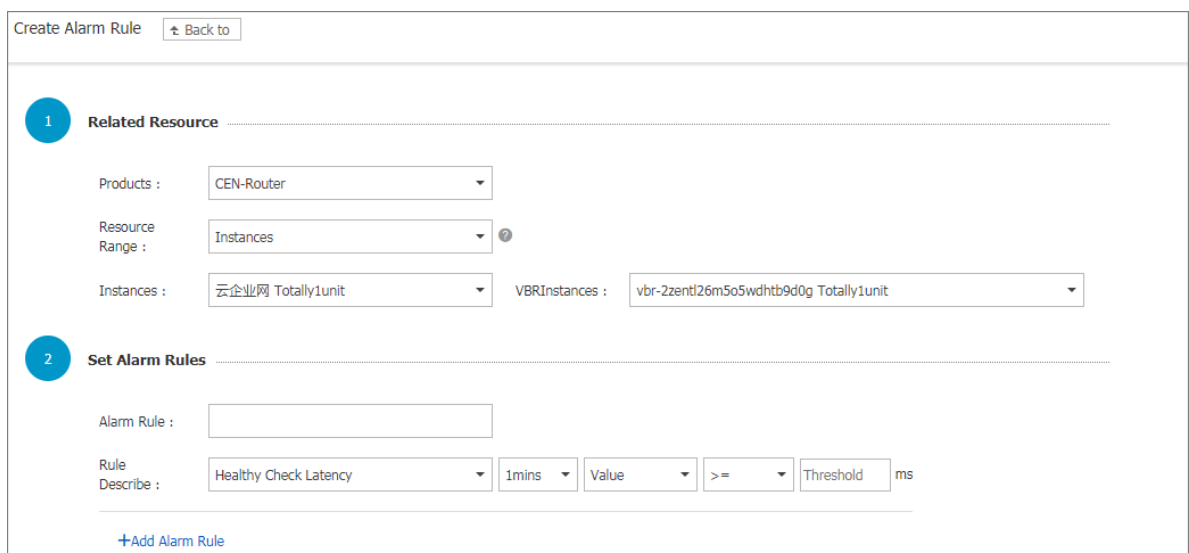 Create Alarm Rule Back to
1 Related Resource
Products : CEN-Router
Resource
Range : Instances ?
Instances : 云企业网 Totally1unit VBRInstances : vbr-2zentl26m5o5wdhtb9d0g Totally1unit
2 Set Alarm Rules
Alarm Rule :
Rule
Describe : Healthy Check Latency 1mins Value >= Threshold ms
+Add Alarm Rule